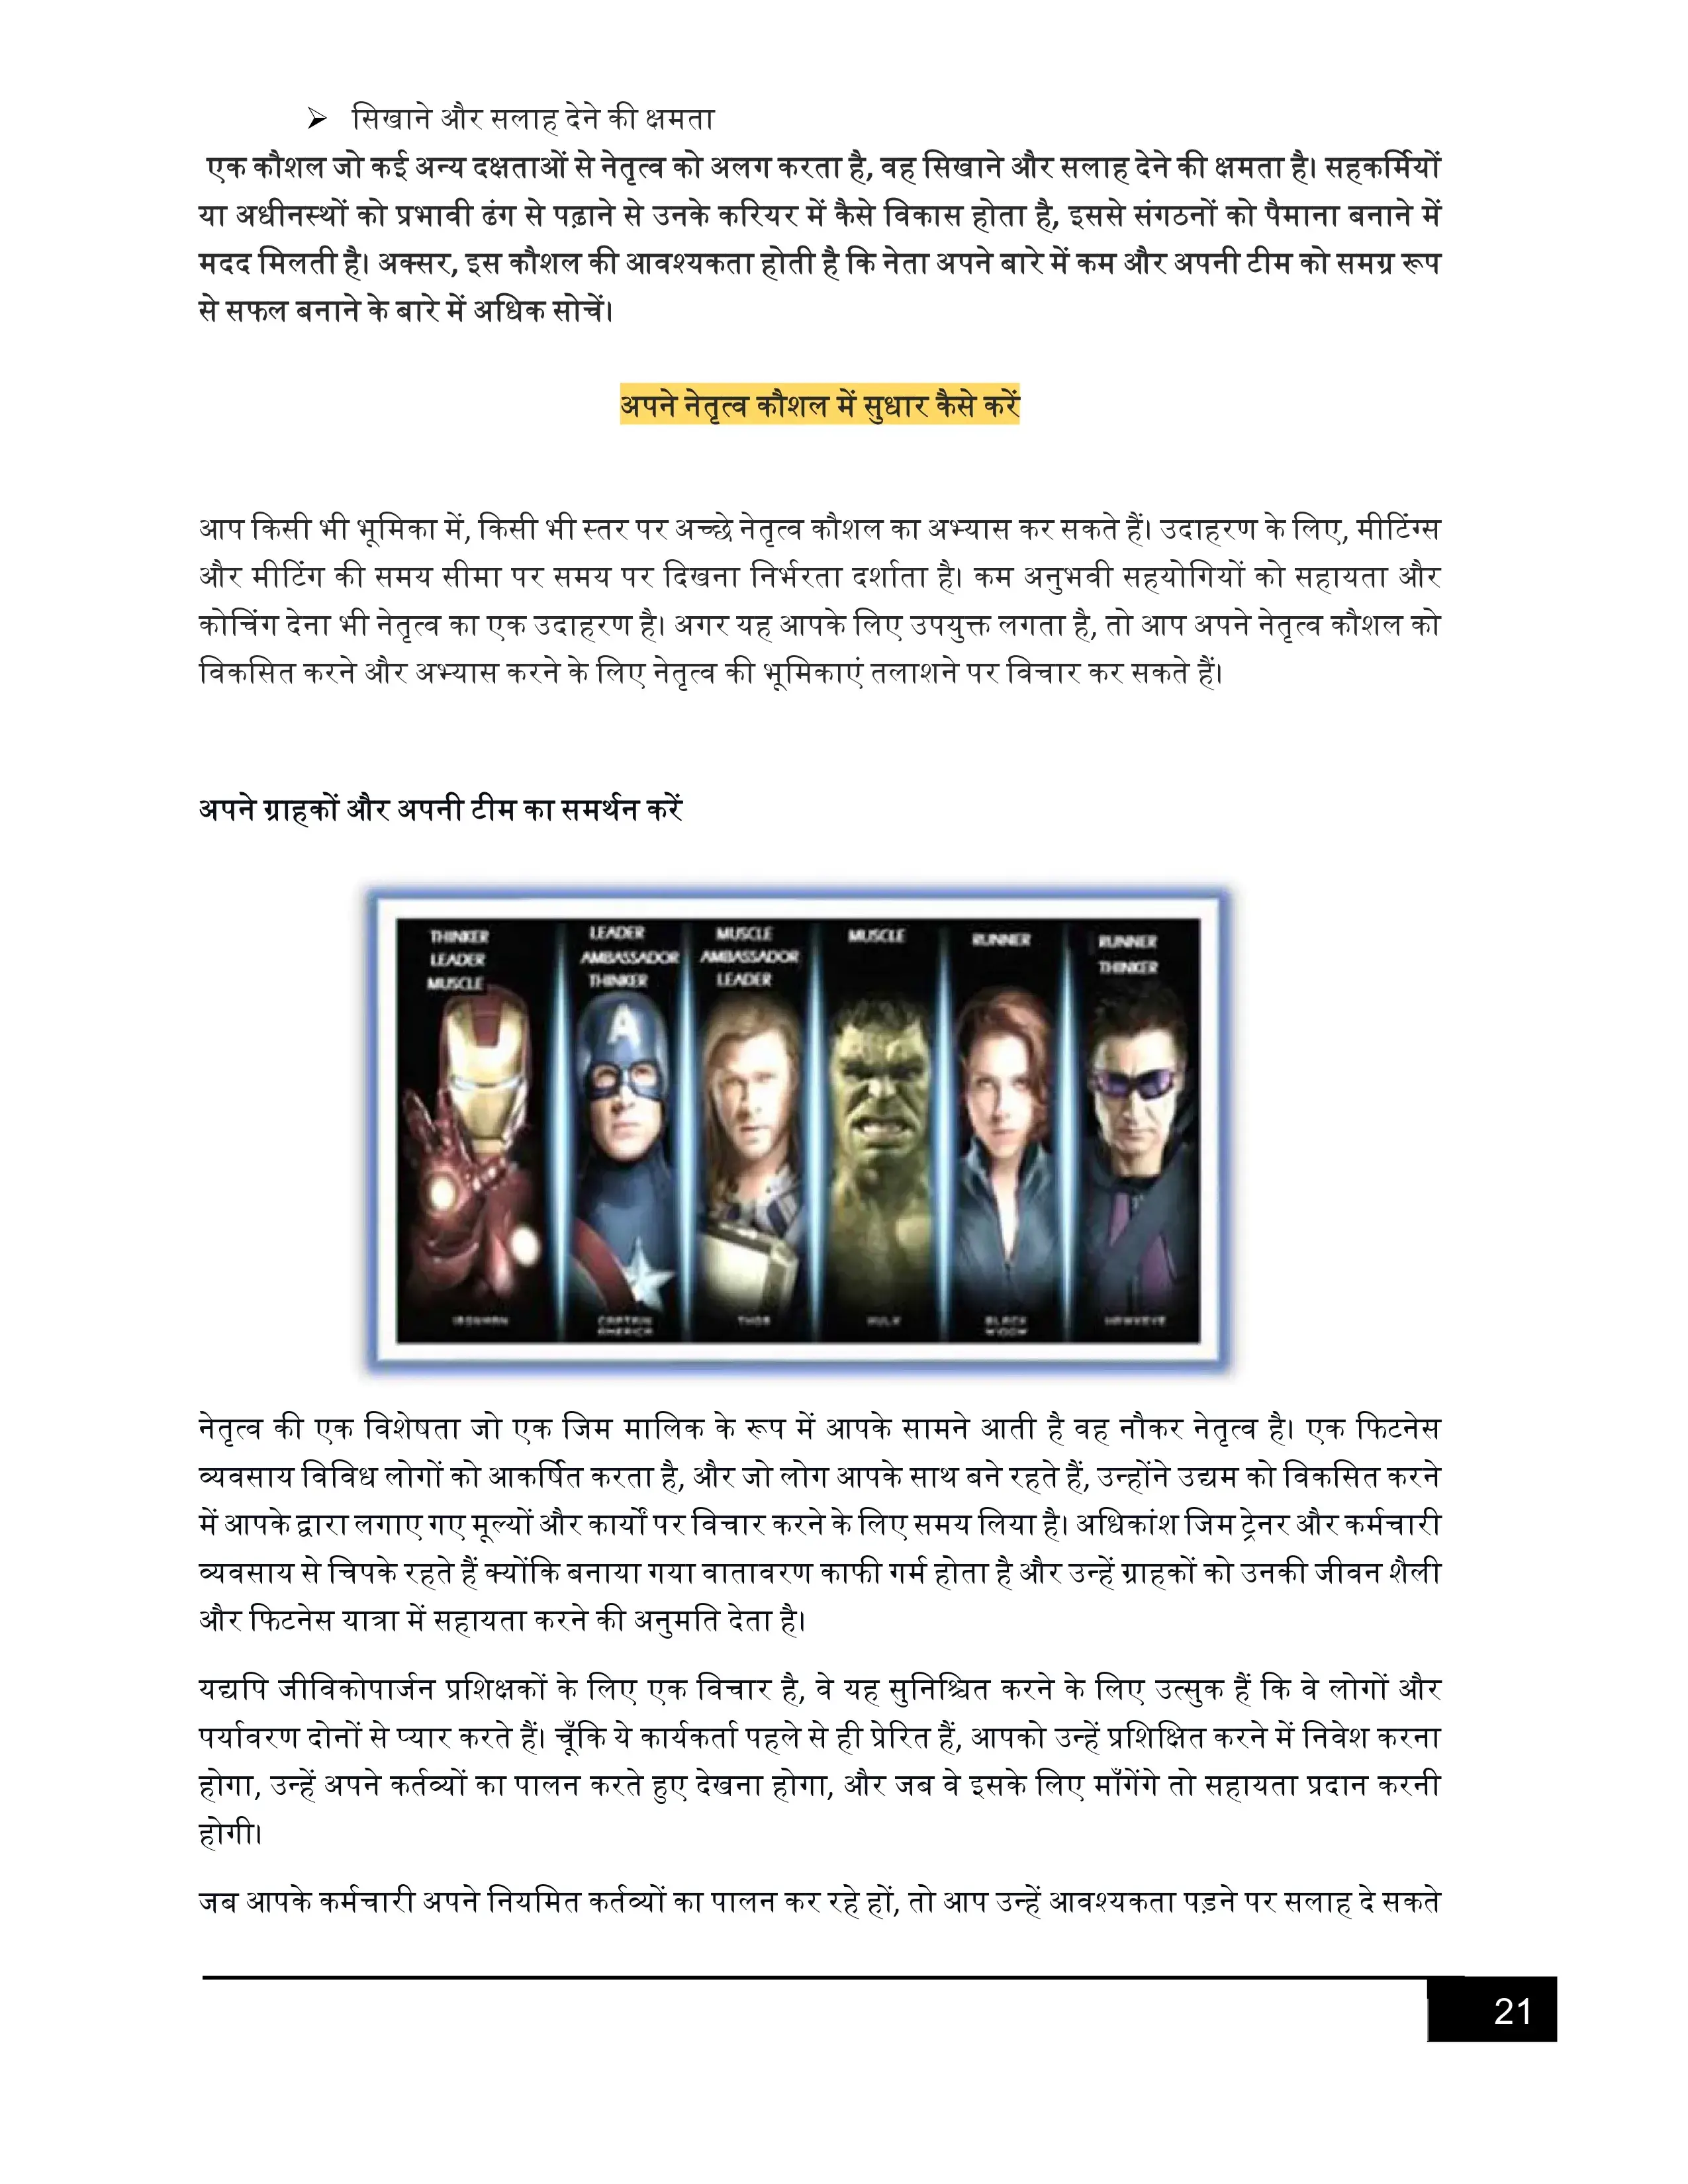 ➢ सिखाने और सलाह देने की क्षमता
एक कौशल जो कई अन्य दक्षताओं से नेतृत्व को अलग करता है, वह सिखाने और सलाह देने की क्षमता है। सहकर्मियों
या अधीनस्थों को प्रभावी ढंग से पढ़ाने से उनके करियर में कैसे विकास होता है, इससे संगठनों को पैमाना बनाने में
मदद मिलती है। अक्सर, इस कौशल की आवश्यकता होती है कि नेता अपने बारे में कम और अपनी टीम को समग्र रूप
से सफल बनाने के बारे में अधिक सोचें।
अपने नेतृत्व कौशल में सुधार कैसे करें
आप किसी भी भूमिका में, किसी भी स्तर पर अच्छे नेतृत्व कौशल का अभ्यास कर सकते हैं। उदाहरण के लिए, मीटिंग्स
और मीटिंग की समय सीमा पर समय पर दिखना निर्भरता दर्शाता है। कम अनुभवी सहयोगियों को सहायता और
कोचिंग देना भी नेतृत्व का एक उदाहरण है। अगर यह आपके लिए उपयुक्त लगता है, तो आप अपने नेतृत्व कौशल को
विकसित करने और अभ्यास करने के लिए नेतृत्व की भूमिकाएं तलाशने पर विचार कर सकते हैं।
अपने ग्राहकों और अपनी टीम का समर्थन करें
THINKER
LEADER
MUSCLE
LEADER
AMBASSADOR
THINKER
MUSCLE
AMBASSADOR
LEADER
MUSCLE
RUNNER
RUNNER
THINKER
IRONMAN
CAPTAIN
AMERICA
THOR
HULK
BLACK
WIDOW
HAWKEYE
नेतृत्व की एक विशेषता जो एक जिम मालिक के रूप में आपके सामने आती है वह नौकर नेतृत्व है। एक फिटनेस
व्यवसाय विविध लोगों को आकर्षित करता है, और जो लोग आपके साथ बने रहते हैं, उन्होंने उद्यम को विकसित करने
में आपके द्वारा लगाए गए मूल्यों और कार्यों पर विचार करने के लिए समय लिया है। अधिकांश जिम ट्रेनर और कर्मचारी
व्यवसाय से चिपके रहते हैं क्योंकि बनाया गया वातावरण काफी गर्म होता है और उन्हें ग्राहकों को उनकी जीवन शैली
और फिटनेस यात्रा में सहायता करने की अनुमति देता है।
यद्यपि जीविकोपार्जन प्रशिक्षकों के लिए एक विचार है, वे यह सुनिश्चित करने के लिए उत्सुक हैं कि वे लोगों और
पर्यावरण दोनों से प्यार करते हैं। चूँकि ये कार्यकर्ता पहले से ही प्रेरित हैं, आपको उन्हें प्रशिक्षित करने में निवेश करना
होगा, उन्हें अपने कर्तव्यों का पालन करते हुए देखना होगा, और जब वे इसके लिए माँगेंगे तो सहायता प्रदान करनी
होगी।
जब आपके कर्मचारी अपने नियमित कर्तव्यों का पालन कर रहे हों, तो आप उन्हें आवश्यकता पड़ने पर सलाह दे सकते
21